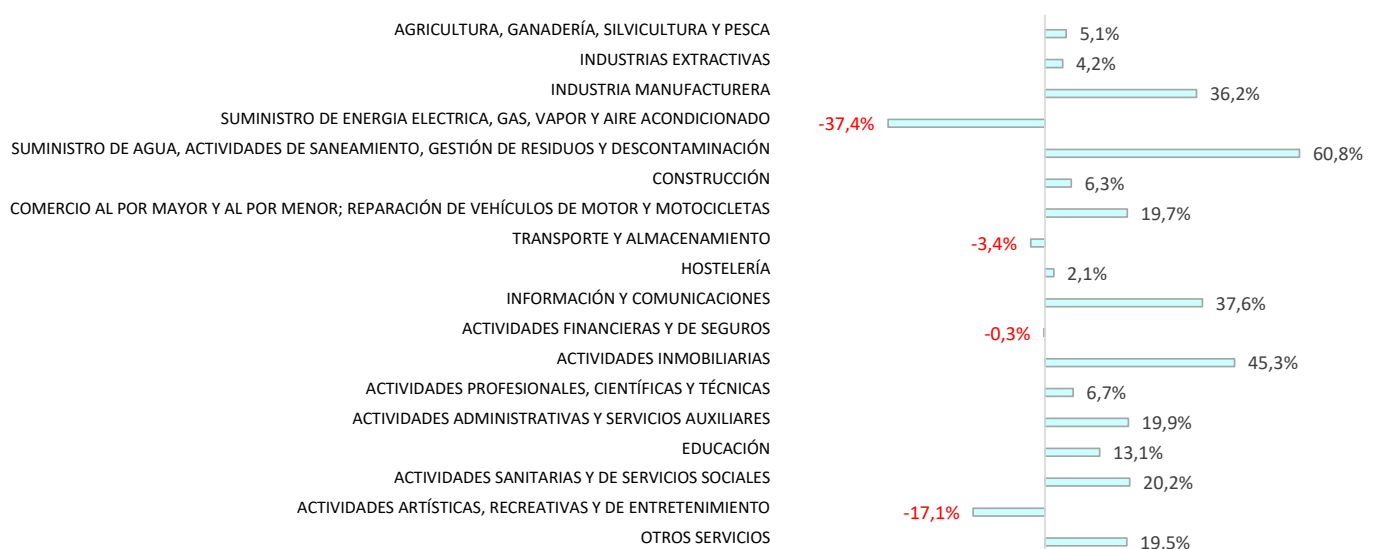 AGRICULTURA, GANADERÍA, SILVICULTURA Y PESCA 5,1%
INDUSTRIAS EXTRACTIVAS 4,2%
INDUSTRIA MANUFACTURERA 36,2%
SUMINISTRO DE ENERGIA ELECTRICA, GAS, VAPOR Y AIRE ACONDICIONADO -37,4%
SUMINISTRO DE AGUA, ACTIVIDADES DE SANEAMIENTO, GESTIÓN DE RESIDUOS Y DESCONTAMINACIÓN 60,8%
CONSTRUCCIÓN 6,3%
COMERCIO AL POR MAYOR Y AL POR MENOR; REPARACIÓN DE VEHÍCULOS DE MOTOR Y MOTOCICLETAS 19,7%
TRANSPORTE Y ALMACENAMIENTO -3,4%
HOSTELERÍA 2,1%
INFORMACIÓN Y COMUNICACIONES 37,6%
ACTIVIDADES FINANCIERAS Y DE SEGUROS -0,3%
ACTIVIDADES INMOBILIARIAS 45,3%
ACTIVIDADES PROFESIONALES, CIENTÍFICAS Y TÉCNICAS 6,7%
ACTIVIDADES ADMINISTRATIVAS Y SERVICIOS AUXILIARES 19,9%
EDUCACIÓN 13,1%
ACTIVIDADES SANITARIAS Y DE SERVICIOS SOCIALES 20,2%
ACTIVIDADES ARTÍSTICAS, RECREATIVAS Y DE ENTRETENIMIENTO -17,1%
OTROS SERVICIOS 19,5%